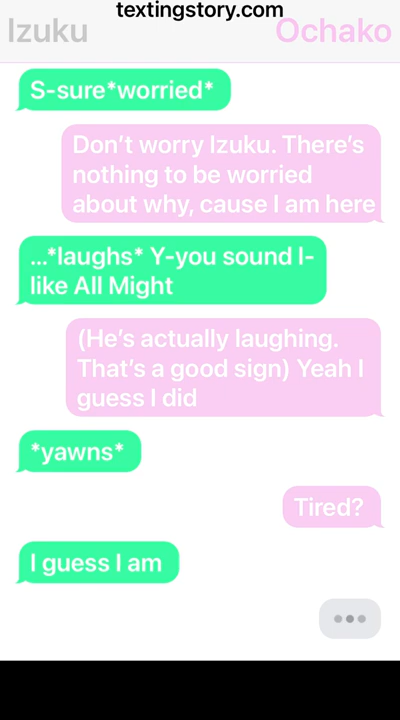 textingstory.com
Izuku
Ochako
S-sure*worried*
Don’t worry Izuku. There’s
nothing to be worried
about why, cause I am here
...*laughs* Y-you sound l-
like All Might
(He’s actually laughing.
That’s a good sign) Yeah I
guess I did
*yawns*
Tired?
I guess I am